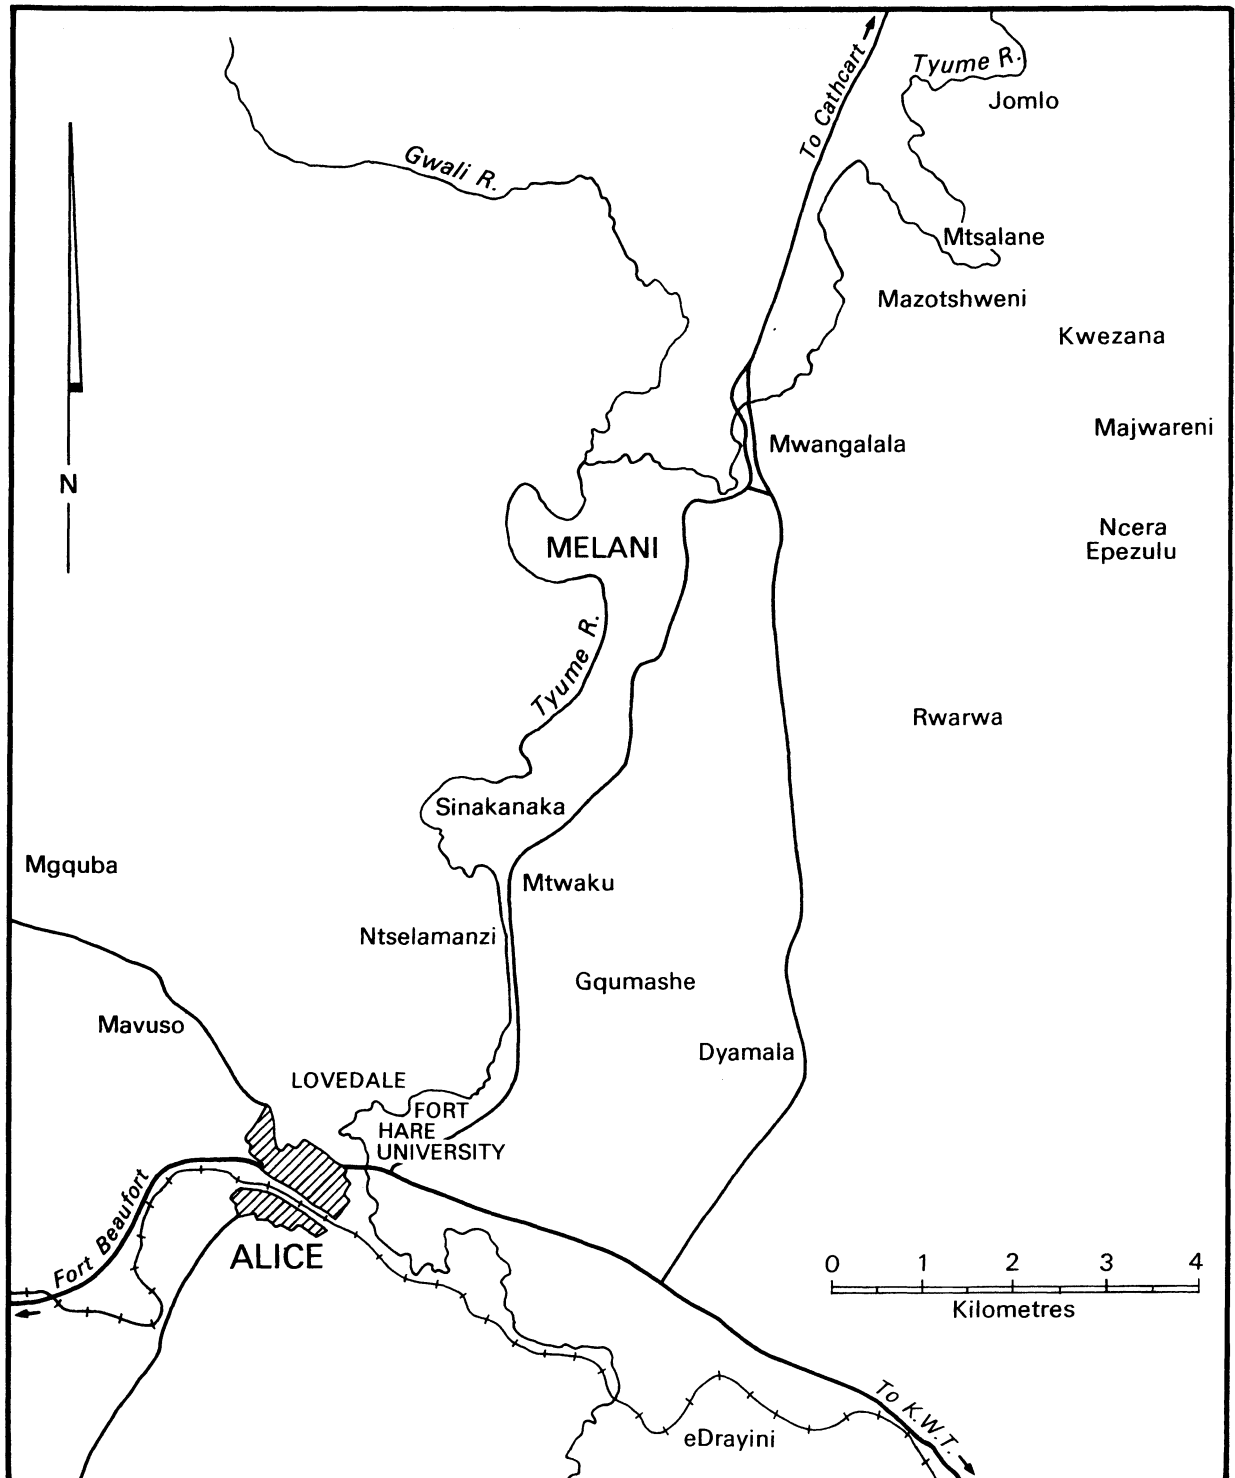 To Cathcart
Tyume R.
Jomlo
Gwali R.
Mtsalane
Mazotshweni
Kwezana
Majwareni
Mwangalala
N
Ncera
Epezulu
MELANI
Tyume R.
Rwarwa
Sinakanaka
Mgquba
Mtwaku
Ntselamanzi
Gqumashe
Mavuso
Dyamala
LOVEDALE
FORT
HARE
UNIVERSITY
Fort Beaufort
ALICE
0 1 2 3 4
Kilometres
To K.W.T.
eDrayini